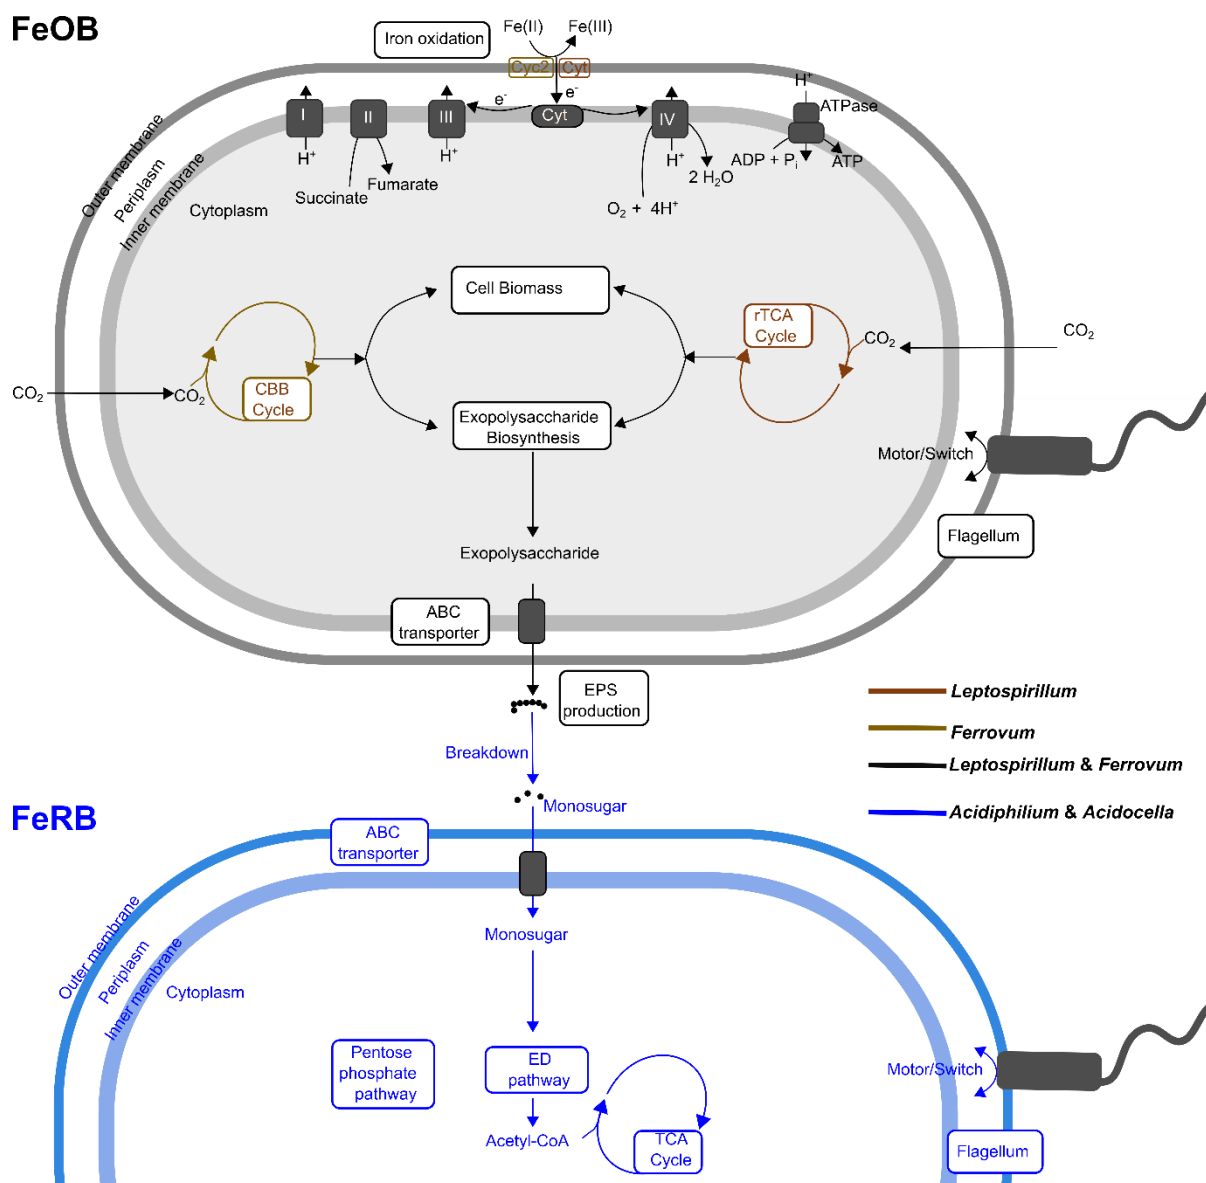 FeOB
Iron oxidation
Fe(II)
Fe(III)
Cyc2
Cyt
e-
e-
Cyt
I
II
III
IV
H+
ATPase
H+
H+
H+
ADP + Pi
ATP
Succinate
Fumarate
2 H2O
O2 + 4H+
Outer membrane
Periplasm
Inner membrane
Cytoplasm
Cell Biomass
rTCA
Cycle
CO2
CO2
CO2
CO2
CBB
Cycle
Exopolysaccharide
Biosynthesis
Motor/Switch
Flagellum
Exopolysaccharide
ABC
transporter
EPS
production
Breakdown
Monosugar
Leptospirillum
Ferrovum
Leptospirillum & Ferrovum
Acidiphilium & Acidocella
FeRB
ABC
transporter
Outer membrane
Periplasm
Inner membrane
Cytoplasm
Monosugar
Pentose
phosphate
pathway
ED
pathway
Acetyl-CoA
TCA
Cycle
Motor/Switch
Flagellum